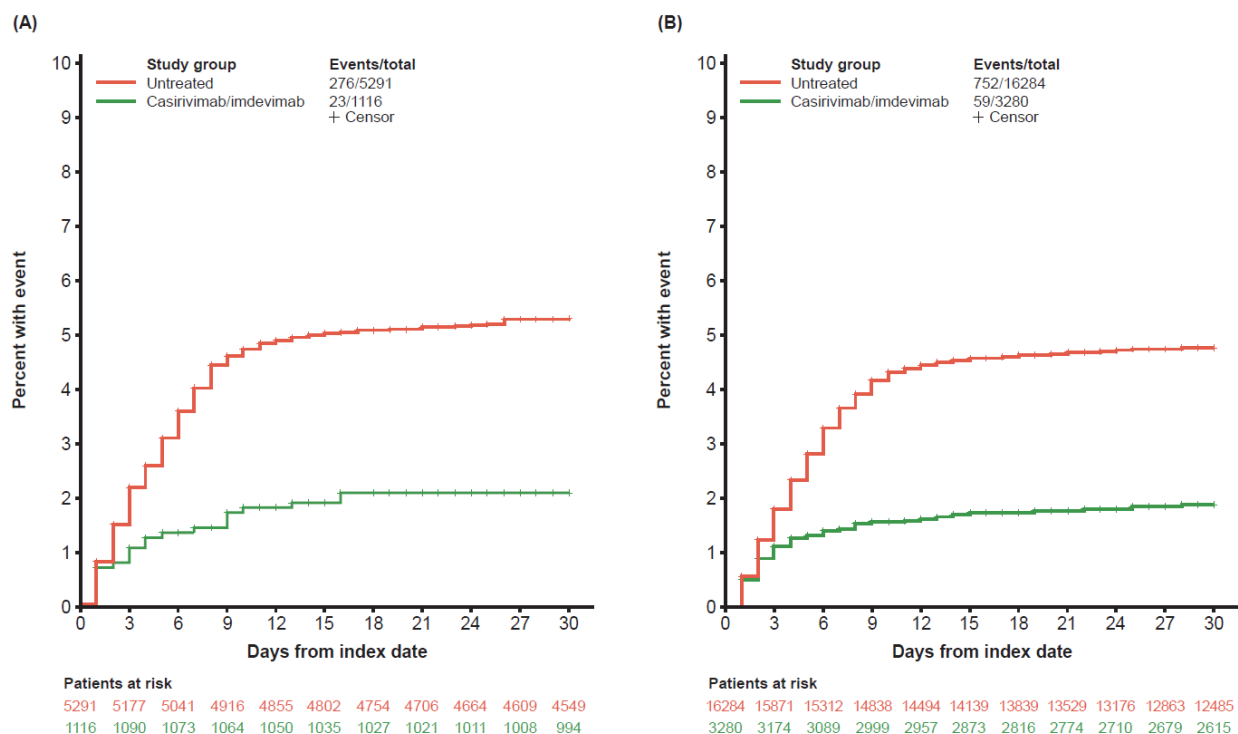 (A)
Study group Events/total
Untreated 276/5291
Casirivimab/imdevimab 23/1116
+ Censor
Percent with event
10
9
8
7
6
5
4
3
2
1
0
0 3 6 9 12 15 18 21 24 27 30
Days from index date
Patients at risk
5291 5177 5041 4916 4855 4802 4754 4706 4664 4609 4549
1116 1090 1073 1064 1050 1035 1027 1021 1011 1008 994
(B)
Study group Events/total
Untreated 752/16284
Casirivimab/imdevimab 59/3280
+ Censor
Percent with event
10
9
8
7
6
5
4
3
2
1
0
0 3 6 9 12 15 18 21 24 27 30
Days from index date
Patients at risk
16284 15871 15312 14838 14494 14139 13839 13529 13176 12863 12485
3280 3174 3089 2999 2957 2873 2816 2774 2710 2679 2615